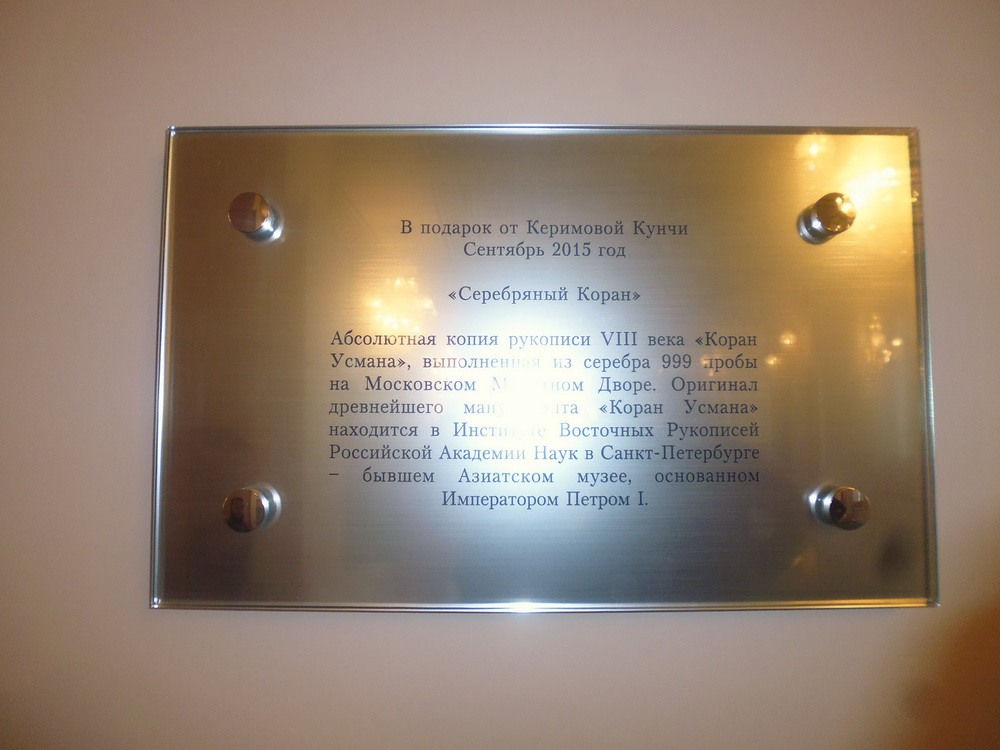 В подарок от Керимовой Кунчи
Сентябрь 2015 год
«Серебряный Коран»
Абсолютная копия рукописи VIII века «Коран
Усмана», выполненная из серебра 999 пробы
на Московском Дворе. Оригинал
древнейшего «Коран Усмана»
находится в Институте Восточных Рукописей
Российской Академии Наук в Санкт-Петербурге
– бывшем Азиатском музее, основанном
Императором Петром I.